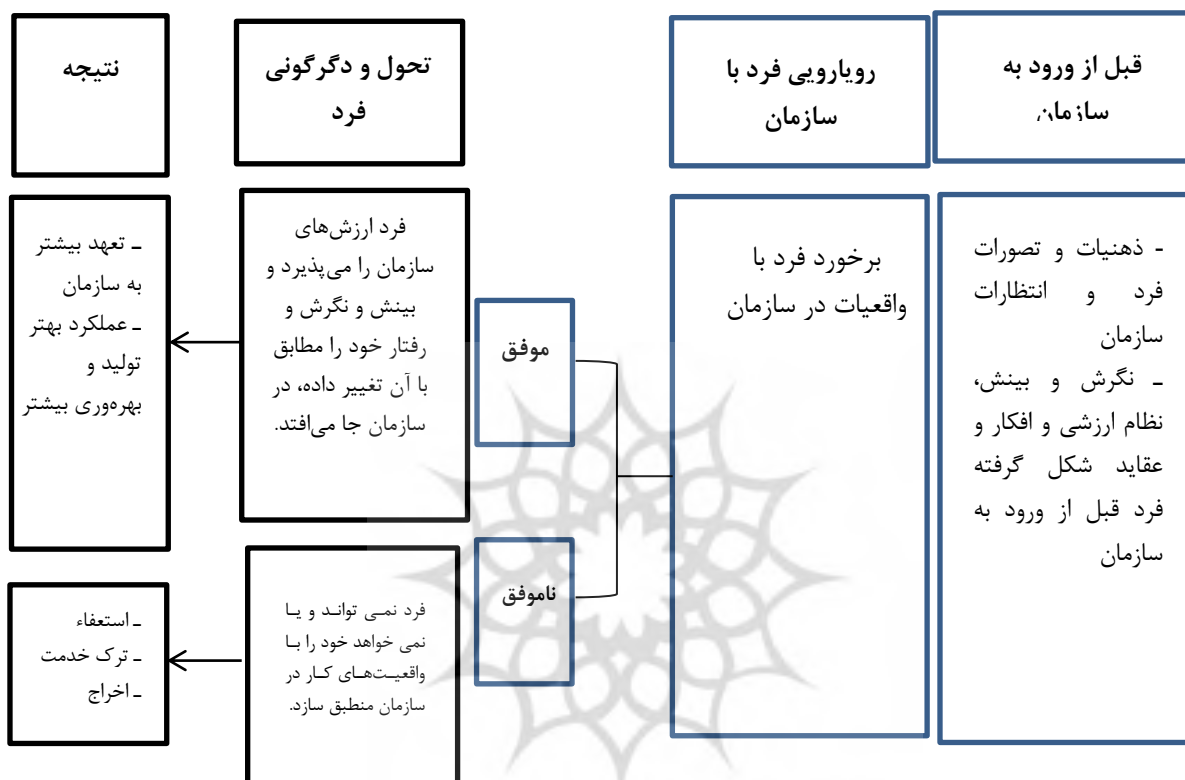 قبل از ورود به
سازمان
- ذهنیات و تصورات
فرد و انتظارات
سازمان
ـ نگرش و بینش،
نظام ارزشی و افکار و
عقاید شکل گرفته
فرد قبل از ورود به
سازمان
رویارویی فرد با
سازمان
برخورد فرد با
واقعیات در سازمان
موفق
ناموفق
تحول و دگرگونی
فرد
فرد ارزش‌های
سازمان را می‌پذیرد و
بینش و نگرش و
رفتار خود را مطابق
با آن تغییر داده، در
سازمان جا می‌افتد.
فرد نمی تواند و یا
نمی خواهد خود را با
واقعیت‌های کار در
سازمان منطبق سازد.
نتیجه
ـ تعهد بیشتر
به سازمان
ـ عملکرد بهتر
تولید و
بهره‌وری بیشتر
ـ استعفاء
ـ ترک خدمت
ـ اخراج